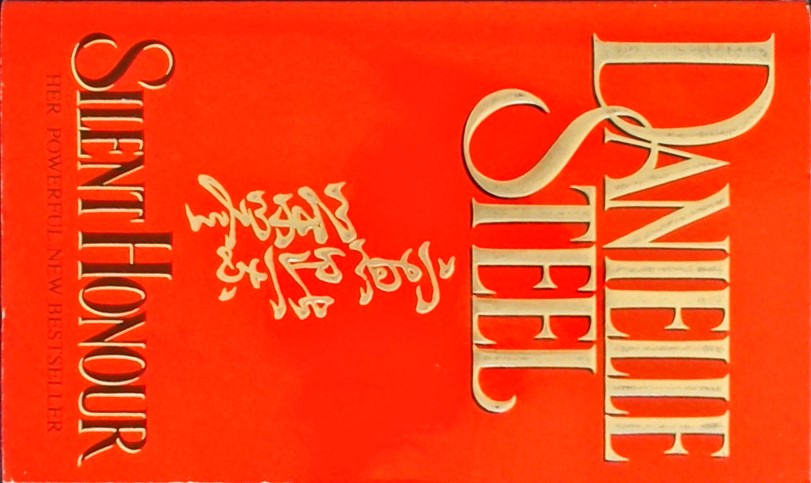 DANIELLE
STEEL
SILENT HONOUR
HER POWERFUL NEW BESTSELLER